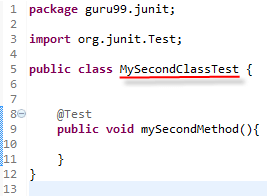 1 package guru99.junit;
2
3 import org.junit.Test;
4
5 public class MySecondClassTest {
6
7
8 @Test
9 public void mySecondMethod(){
10
11 }
12 }
13